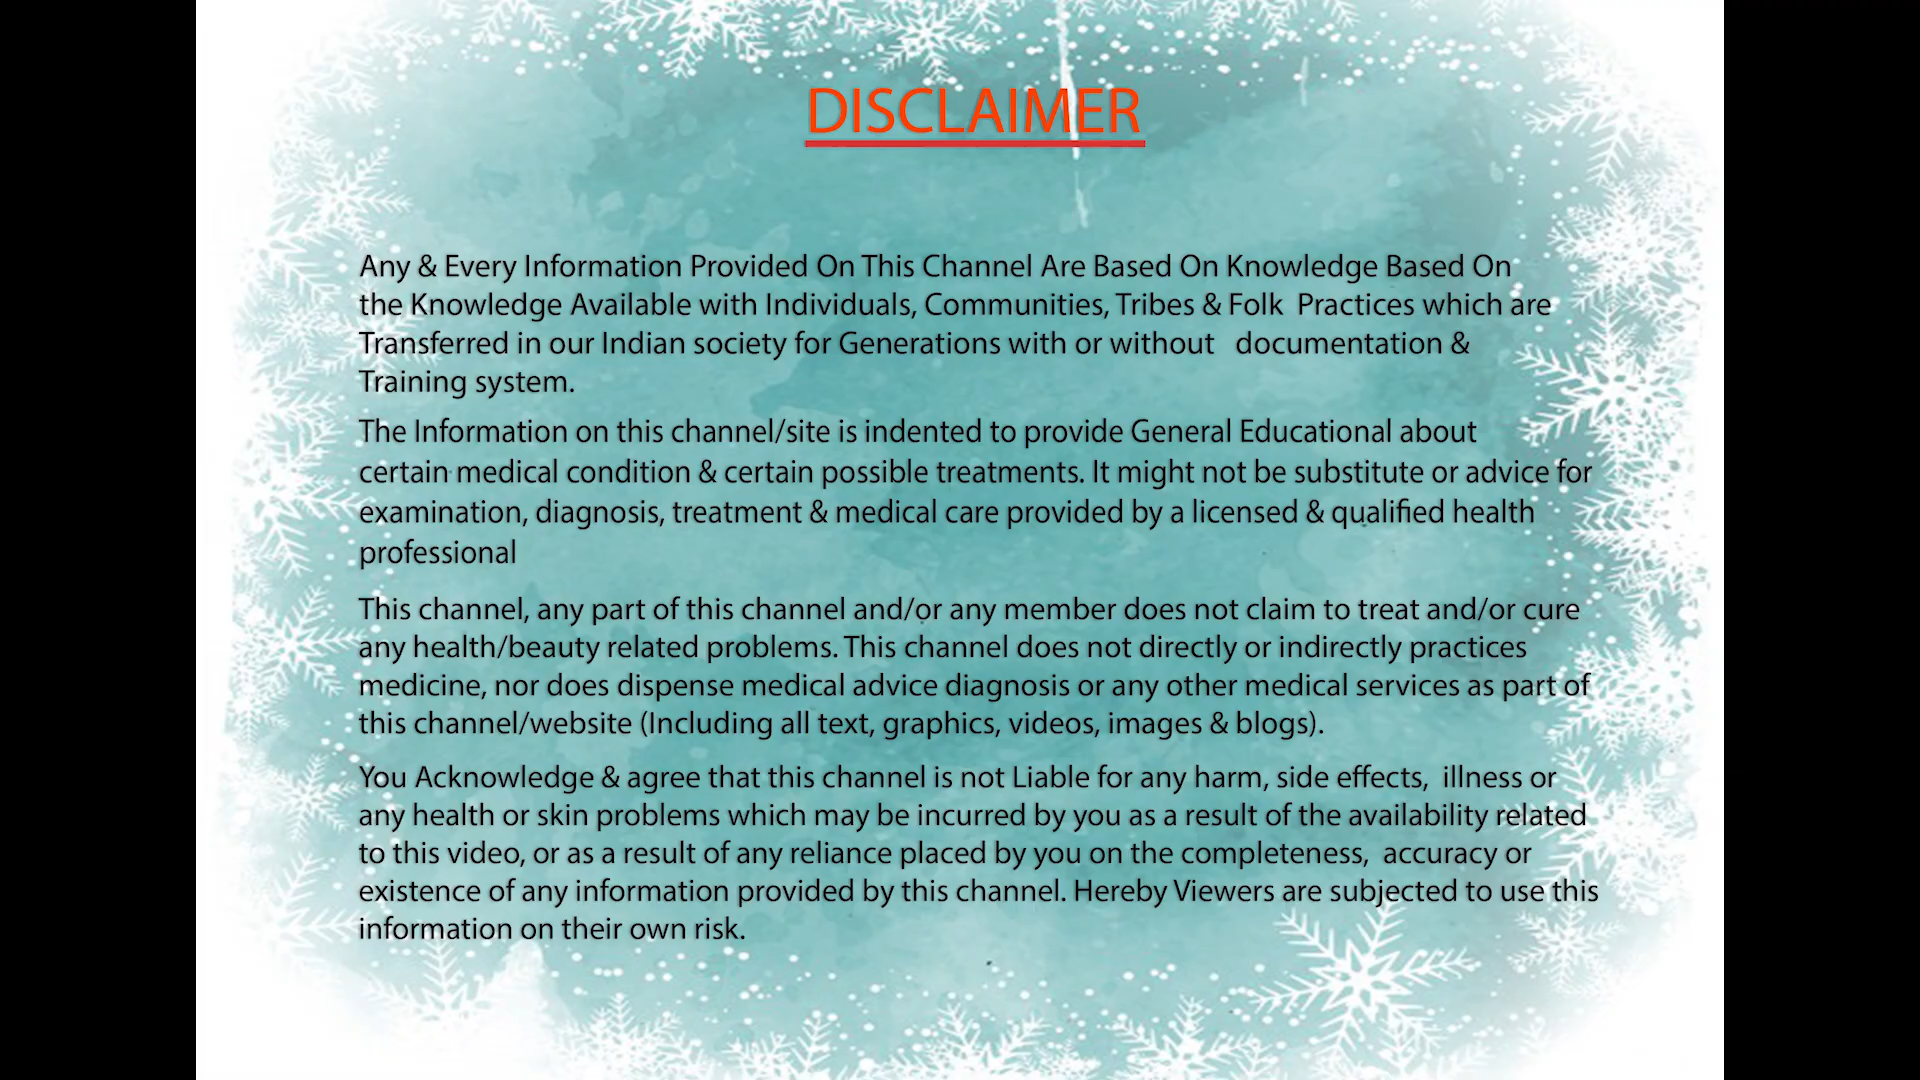 DISCLAIMER
Any & Every Information Provided On This Channel Are Based On Knowledge Based On
the Knowledge Available with Individuals, Communities, Tribes & Folk Practices which are
Transferred in our Indian society for Generations with or without documentation &
Training system.
The Information on this channel/site is indented to provide General Educational about
certain medical condition & certain possible treatments. It might not be substitute or advice for
examination, diagnosis, treatment & medical care provided by a licensed & qualified health
professional
This channel, any part of this channel and/or any member does not claim to treat and/or cure
any health/beauty related problems. This channel does not directly or indirectly practices
medicine, nor does dispense medical advice diagnosis or any other medical services as part of
this channel/website (Including all text, graphics, videos, images & blogs).
You Acknowledge & agree that this channel is not Liable for any harm, side effects, illness or
any health or skin problems which may be incurred by you as a result of the availability related
to this video, or as a result of any reliance placed by you on the completeness, accuracy or
existence of any information provided by this channel. Hereby Viewers are subjected to use this
information on their own risk.